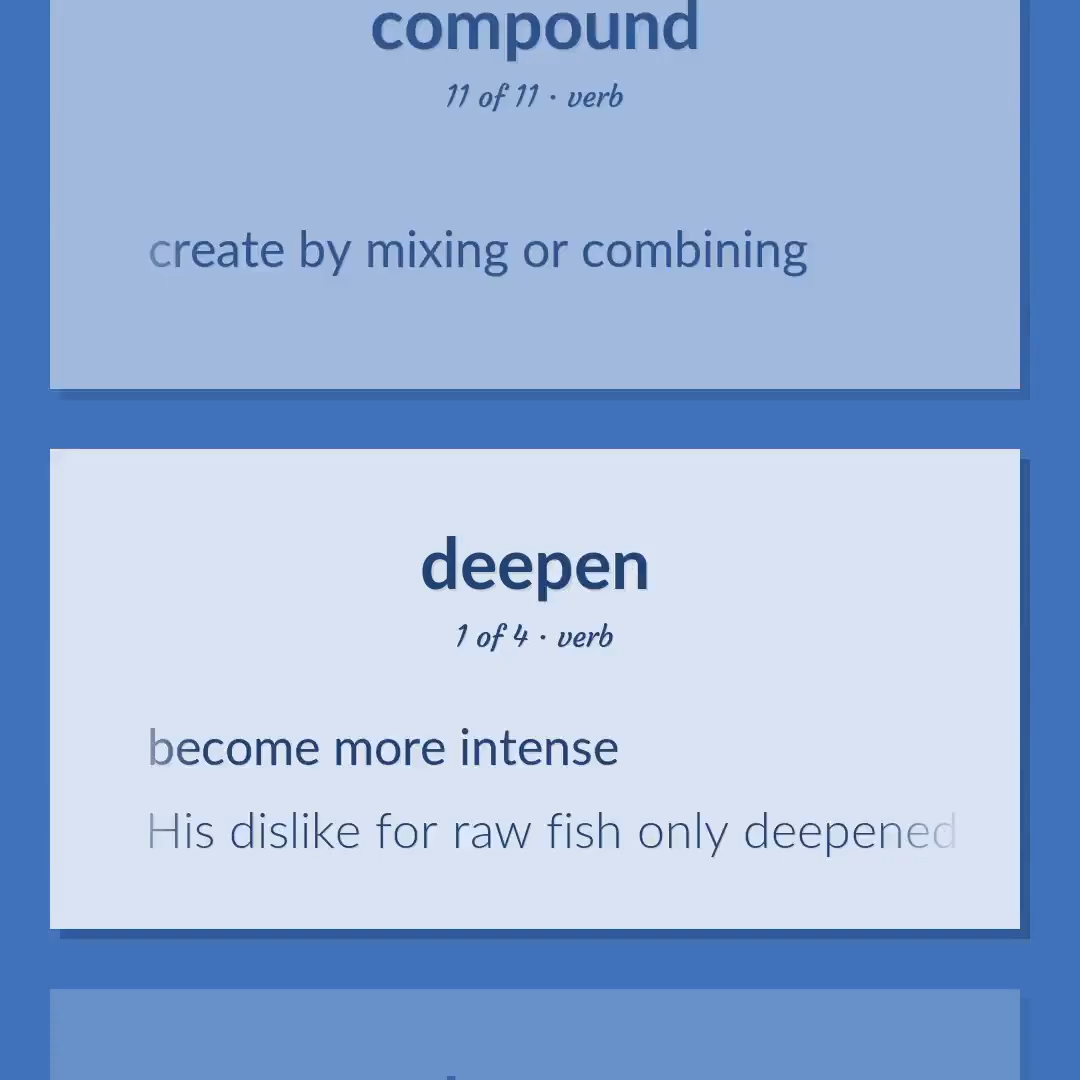 compound
11 of 11 · verb
create by mixing or combining
deepen
1 of 4 · verb
become more intense
His dislike for raw fish only deepened